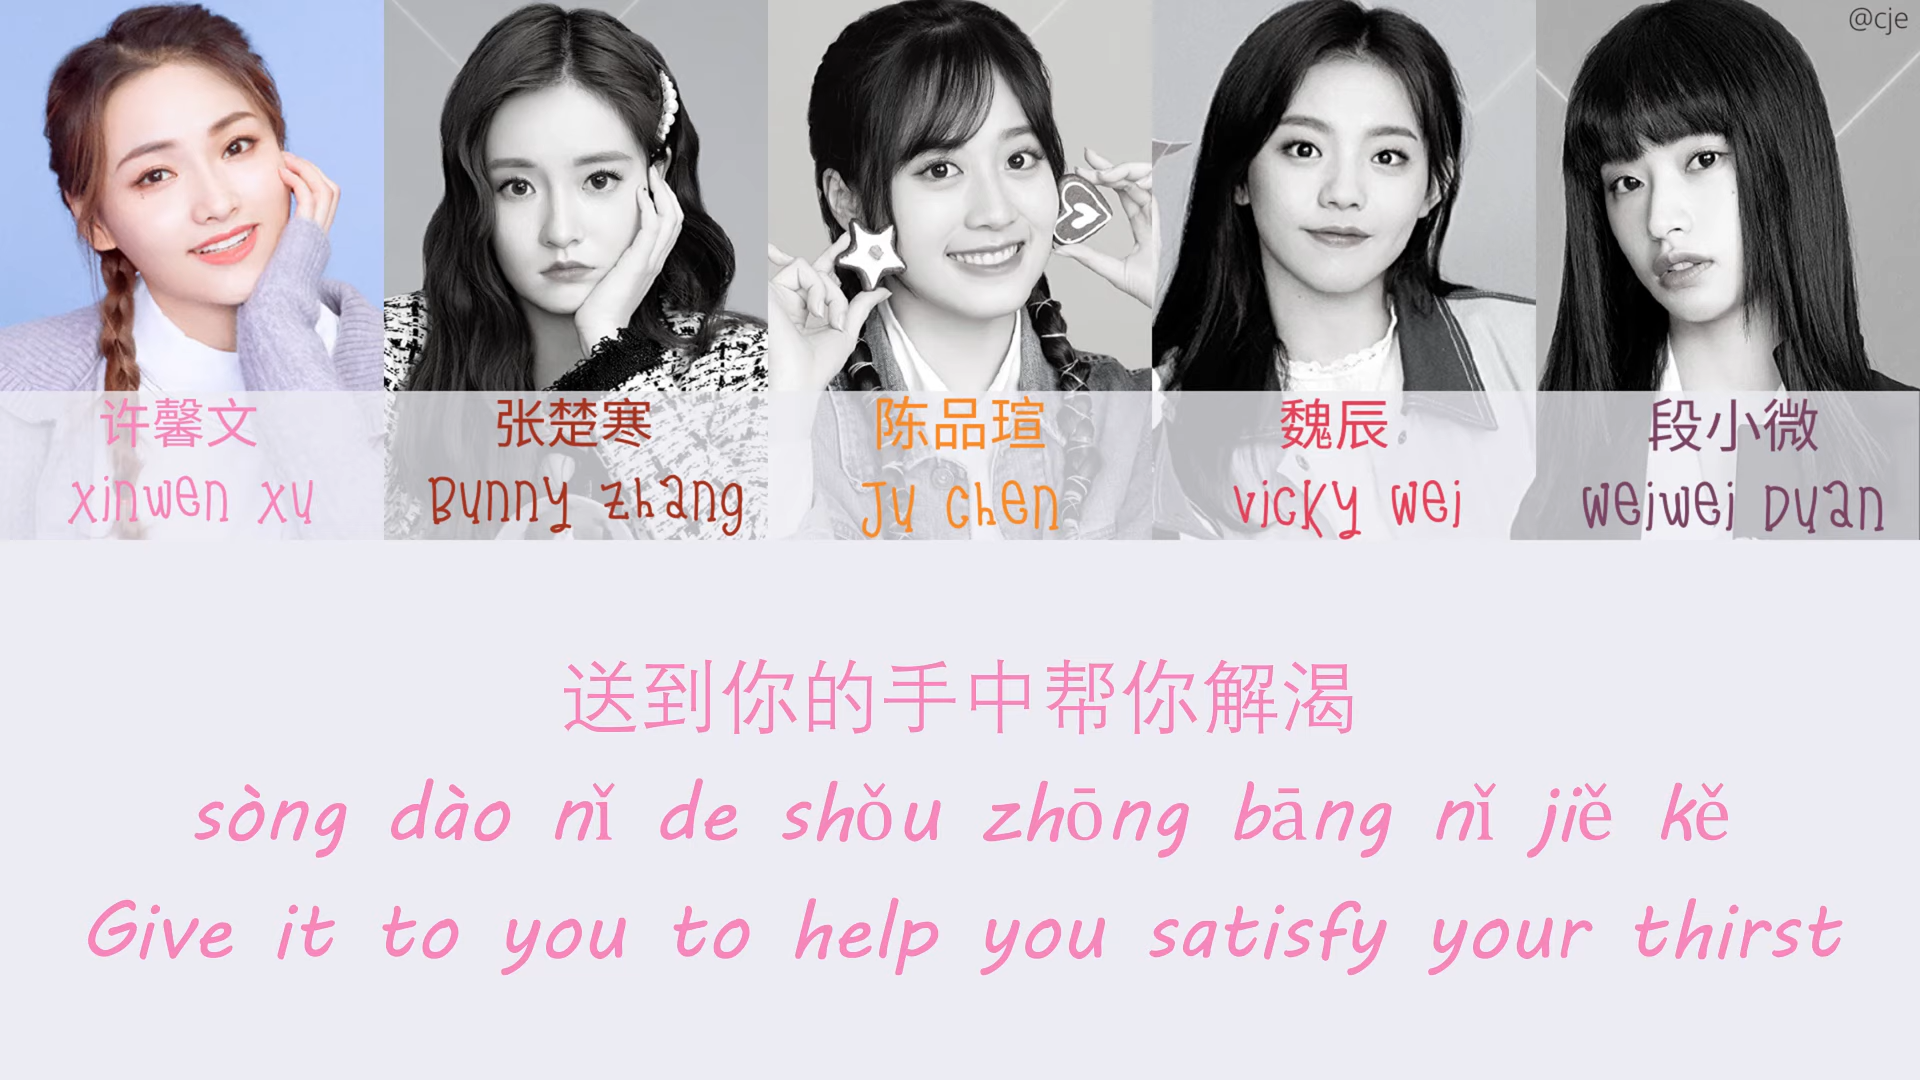 @cje
许馨文
xinwen xu
张楚寒
Bunny zhang
陈品瑄
Ju chen
魏辰
vicky wei
段小微
weiwei Duan
送到你的手中帮你解渴
sòng dào nǐ de shǒu zhōng bāng nǐ jiě kě
Give it to you to help you satisfy your thirst